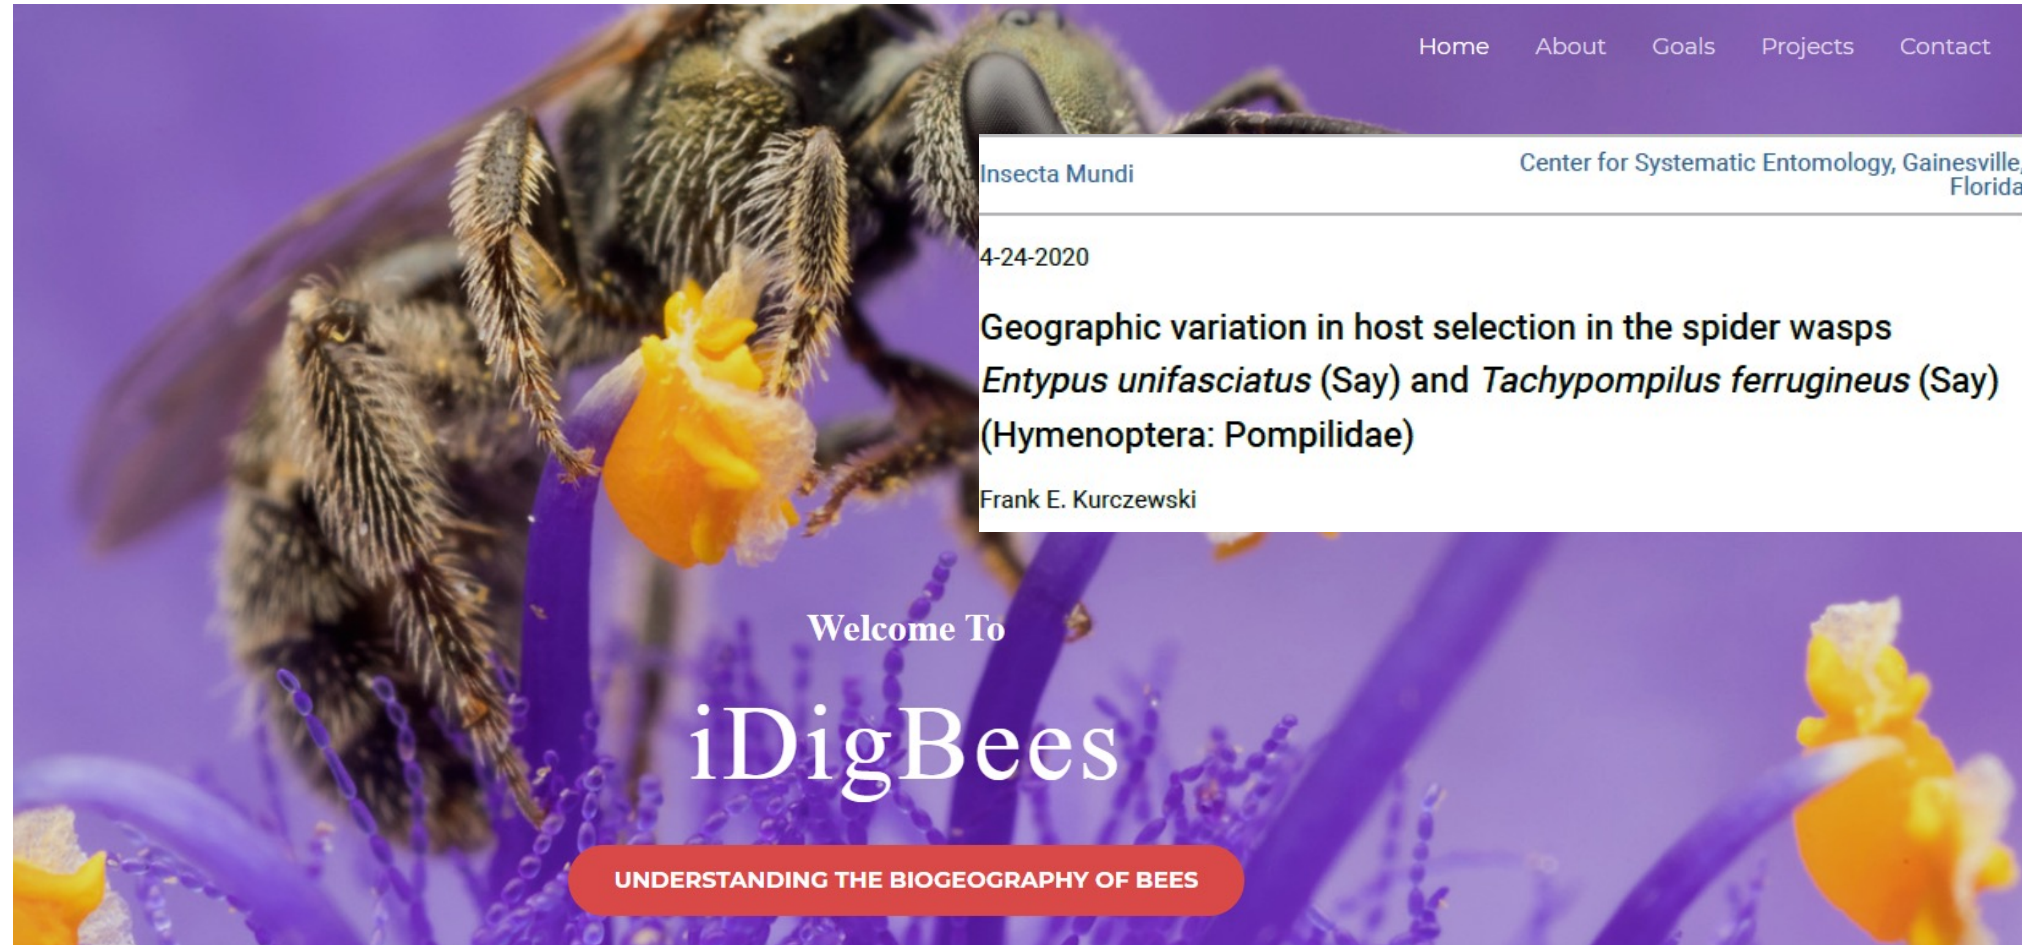 Home About Goals Projects Contact
Insecta Mundi
Center for Systematic Entomology, Gainesville,
Florida
4-24-2020
Geographic variation in host selection in the spider wasps
Entypus unifasciatus (Say) and Tachypompilus ferrugineus (Say)
(Hymenoptera: Pompilidae)
Frank E. Kurczewski
Welcome To
iDigBees
UNDERSTANDING THE BIOGEOGRAPHY OF BEES